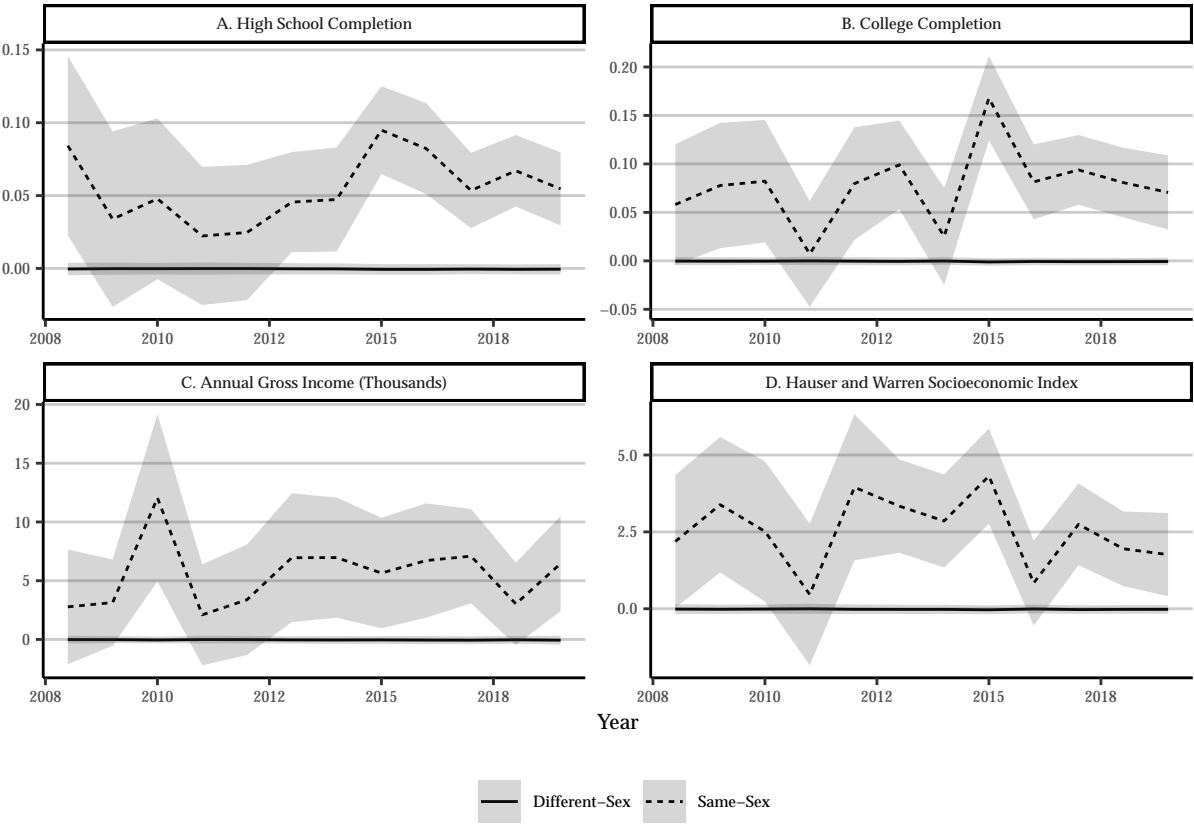 A. High School Completion
0.15
0.10
0.05
0.00
2008 2010 2012 2015 2018
B. College Completion
0.20
0.15
0.10
0.05
0.00
−0.05
2008 2010 2012 2015 2018
C. Annual Gross Income (Thousands)
20
15
10
5
0
2008 2010 2012 2015 2018
D. Hauser and Warren Socioeconomic Index
5.0
2.5
0.0
2008 2010 2012 2015 2018
Year
Different−Sex Same−Sex